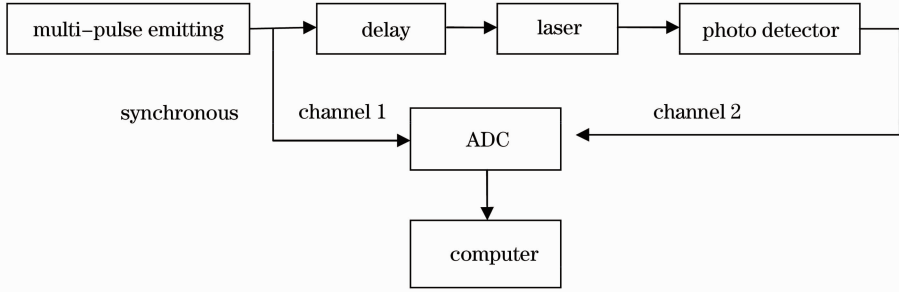 multi-pulse emitting
delay
laser
photo detector
synchronous
channel 1
channel 2
ADC
computer